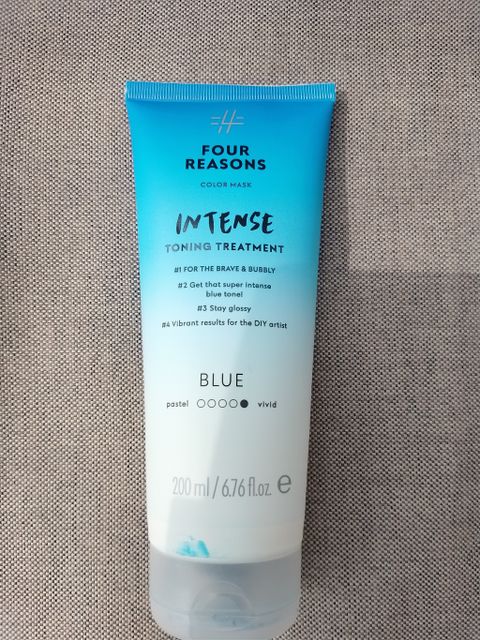 FOUR
REASONS
COLOR MASK
INTENSE
TONING TREATMENT
#1 FOR THE BRAVE & BUBBLY
#2 Get that super intense
blue tone!
#3 Stay glossy
#4 Vibrant results for the DIY artist
BLUE
pastel vivid
200 ml / 6.76 fl.oz. e